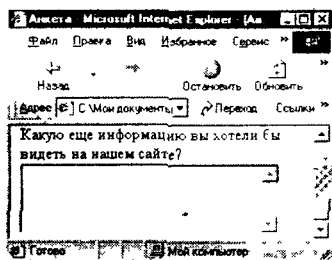 Анкета - Microsoft Internet Explorer - [Ав
Файл Правка Вид Избранное Сервис »
Назад Остановить Обновить »
Адрес C:\Мои документы Переход Ссылки »
Какую еще информацию вы хотели бы
видеть на нашем сайте?
Готово Мой компьютер